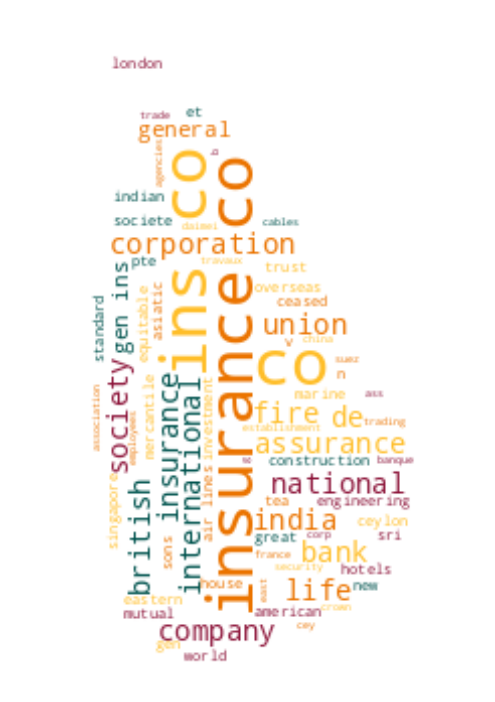 london
trade
et
general
agencies
ins co
insurance co
indian
societe
daimei
cables
corporation
pte
travaux
trust
gen ins
overseas
asiatic
equitable
ceased
standard
union
v
china
co
suez
n
society
insurance
international
investment
mercantile
marine
ass
association
employees
fire
de
trading
establishment
assurance
construction
banque
singapore
british
air lines
national
tea
engineering
india
ceylon
great
corp
sri
sons
france
bank
security
hotels
house
east
life
new
eastern
crown
mutual
american
company
cey
gen
world